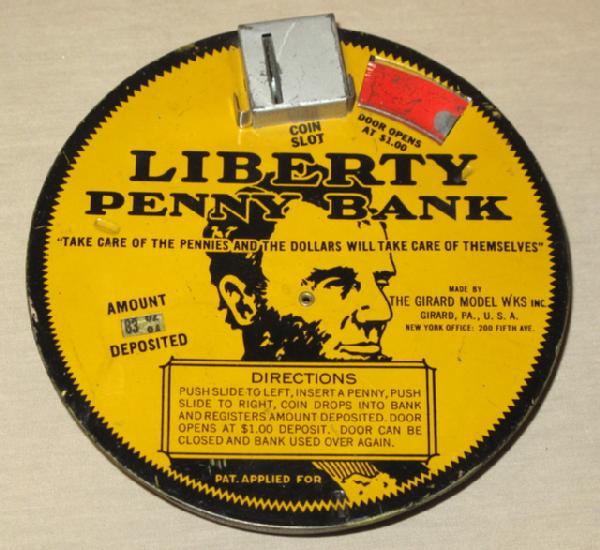 COIN
SLOT
DOOR OPENS
AT $1.00
LIBERTY
PENNY BANK
"TAKE CARE OF THE PENNIES AND THE DOLLARS WILL TAKE CARE OF THEMSELVES"
AMOUNT
83
DEPOSITED
MADE BY
THE GIRARD MODEL WKS INC.
GIRARD, PA., U. S. A.
NEW YORK OFFICE: 200 FIFTH AVE.
DIRECTIONS
PUSH SLIDE TO LEFT, INSERT A PENNY, PUSH
SLIDE TO RIGHT, COIN DROPS INTO BANK
AND REGISTERS AMOUNT DEPOSITED. DOOR
OPENS AT $1.00 DEPOSIT. DOOR CAN BE
CLOSED AND BANK USED OVER AGAIN.
PAT. APPLIED FOR